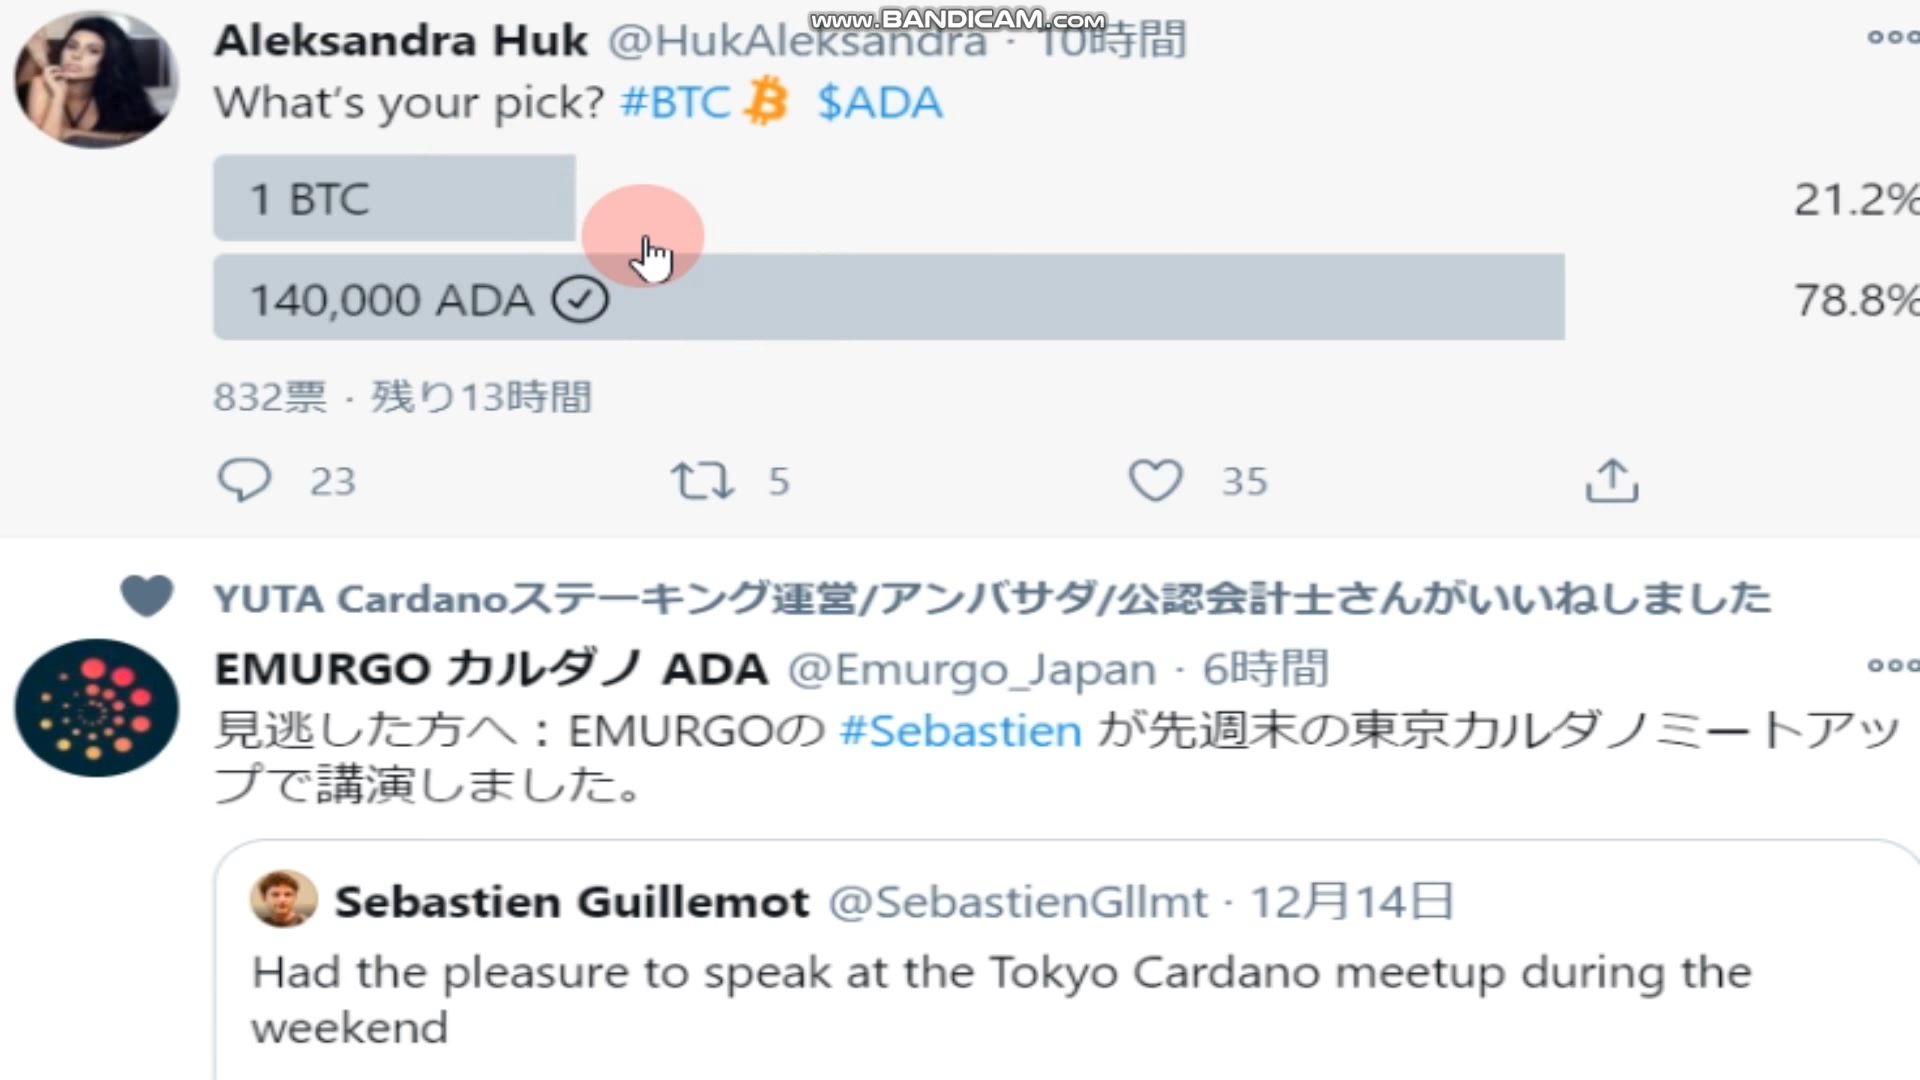 www.BANDICAM.com
Aleksandra Huk @HukAleksandra · 10時間
What's your pick? #BTC $ADA
1 BTC 21.2%
140,000 ADA 78.8%
832票 · 残り13時間
23 5 35
YUTA Cardanoステーキング運営/アンバサダ/公認会計士さんがいいねしました
EMURGO カルダノ ADA @Emurgo_Japan · 6時間
見逃した方へ：EMURGOの #Sebastien が先週末の東京カルダノミートアッ
プで講演しました。
Sebastien Guillemot @SebastienGllmt · 12月14日
Had the pleasure to speak at the Tokyo Cardano meetup during the
weekend